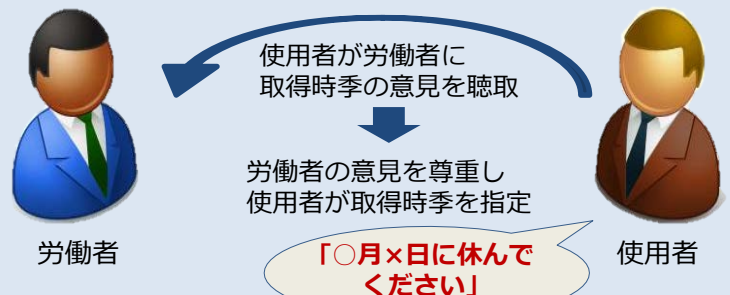 使用者が労働者に
取得時季の意見を聴取
労働者の意見を尊重し
使用者が取得時季を指定
労働者
使用者
「○月×日に休んで
ください」